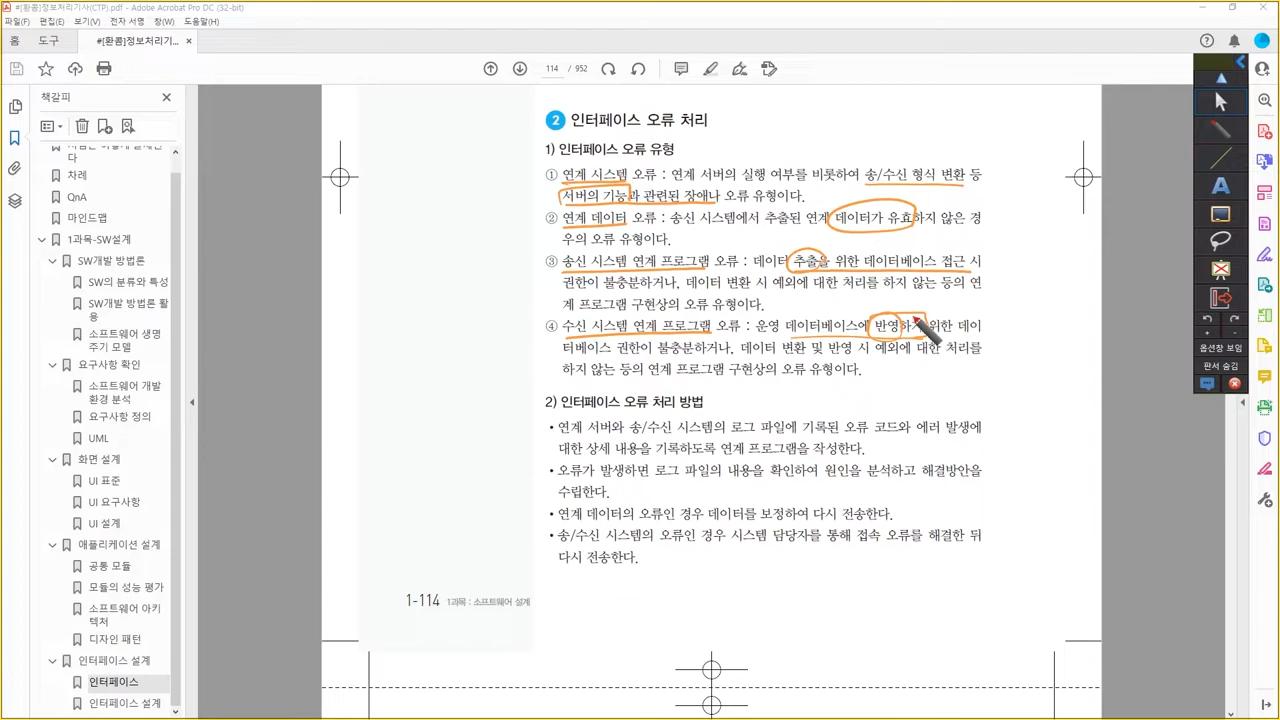 #[환콤]정보처리기사(CTP).pdf - Adobe Acrobat Pro DC (32-bit)
파일(F) 편집(E) 보기(V) 전자 서명 창(W) 도움말(H)
홈 도구 #[환콤]정보처리기... ×
114 / 952
책갈피
다
차례
QnA
마인드맵
1과목-SW설계
SW개발 방법론
SW의 분류와 특성
SW개발 방법론 활
용
소프트웨어 생명
주기 모델
요구사항 확인
소프트웨어 개발
환경 분석
요구사항 정의
UML
화면 설계
UI 표준
UI 요구사항
UI 설계
애플리케이션 설계
공통 모듈
모듈의 성능 평가
소프트웨어 아키
텍처
디자인 패턴
인터페이스 설계
인터페이스
인터페이스 설계
2 인터페이스 오류 처리
1) 인터페이스 오류 유형
① 연계 시스템 오류 : 연계 서버의 실행 여부를 비롯하여 송/수신 형식 변환 등
서버의 기능과 관련된 장애나 오류 유형이다.
② 연계 데이터 오류 : 송신 시스템에서 추출된 연계 데이터가 유효하지 않은 경
우의 오류 유형이다.
③ 송신 시스템 연계 프로그램 오류 : 데이터 추출을 위한 데이터베이스 접근 시
권한이 불충분하거나, 데이터 변환 시 예외에 대한 처리를 하지 않는 등의 연
계 프로그램 구현상의 오류 유형이다.
④ 수신 시스템 연계 프로그램 오류 : 운영 데이터베이스에 반영하기 위한 데이
터베이스 권한이 불충분하거나, 데이터 변환 및 반영 시 예외에 대한 처리를
하지 않는 등의 연계 프로그램 구현상의 오류 유형이다.
2) 인터페이스 오류 처리 방법
• 연계 서버와 송/수신 시스템의 로그 파일에 기록된 오류 코드와 에러 발생에
대한 상세 내용을 기록하도록 연계 프로그램을 작성한다.
• 오류가 발생하면 로그 파일의 내용을 확인하여 원인을 분석하고 해결방안을
수립한다.
• 연계 데이터의 오류인 경우 데이터를 보정하여 다시 전송한다.
• 송/수신 시스템의 오류인 경우 시스템 담당자를 통해 접속 오류를 해결한 뒤
다시 전송한다.
1-114 1과목 : 소프트웨어 설계
A
옵션창 보임
판서 숨김